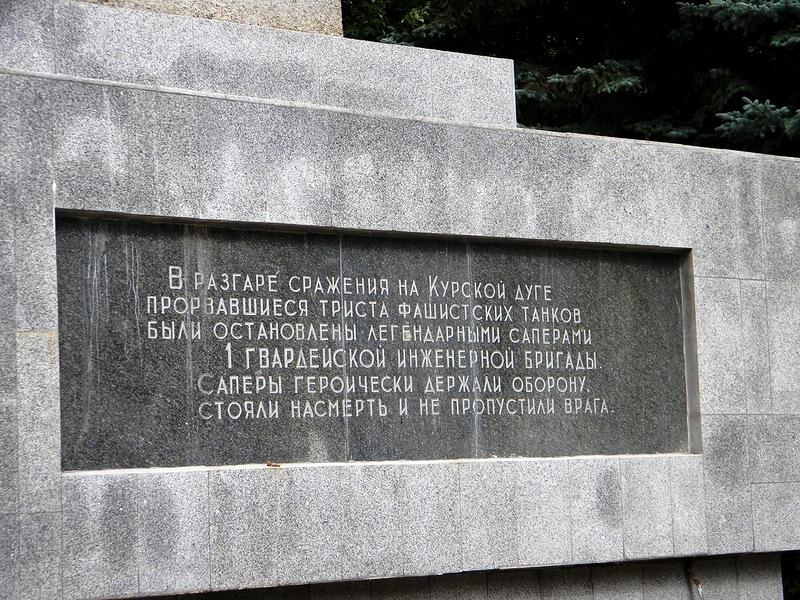 В РАЗГАРЕ СРАЖЕНИЯ НА КУРСКОЙ ДУГЕ
ПРОРВАВШИЕСЯ ТРИСТА ФАШИСТСКИХ ТАНКОВ
БЫЛИ ОСТАНОВЛЕНЫ ЛЕГЕНДАРНЫМИ САПЕРАМИ
1 ГВАРДЕЙСКОЙ ИНЖЕНЕРНОЙ БРИГАДЫ.
САПЕРЫ ГЕРОИЧЕСКИ ДЕРЖАЛИ ОБОРОНУ,
СТОЯЛИ НАСМЕРТЬ И НЕ ПРОПУСТИЛИ ВРАГА.